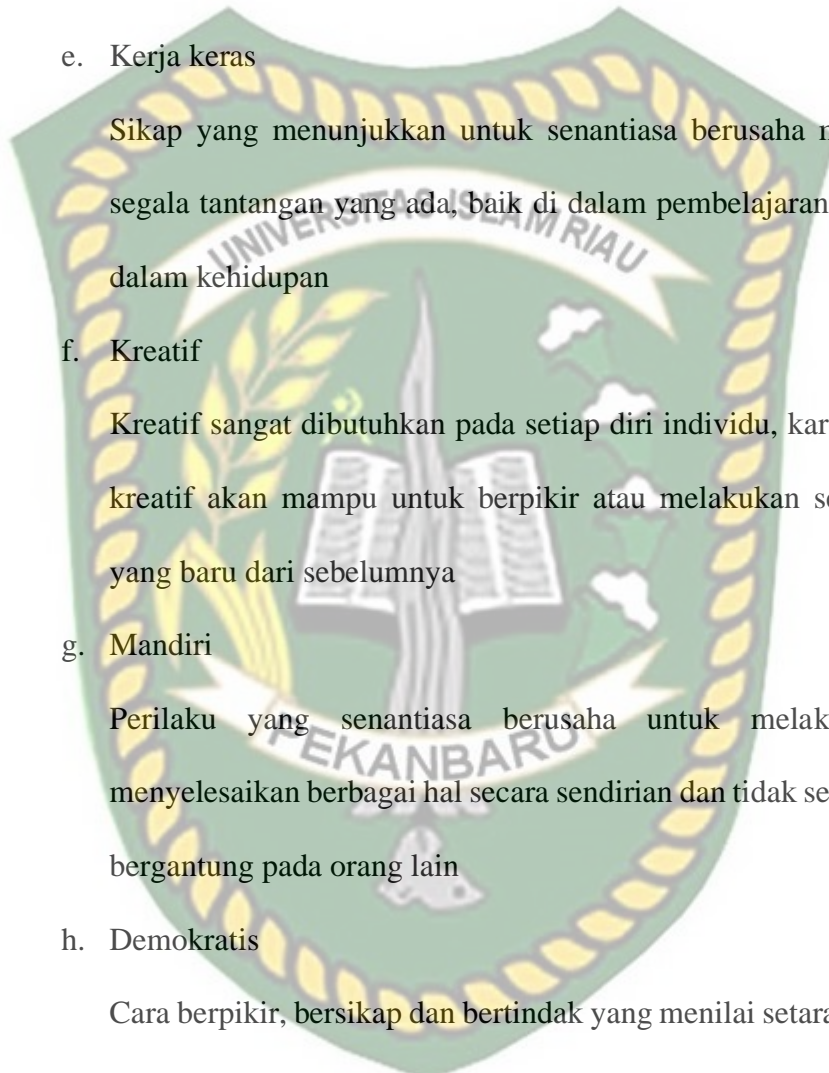 e. Kerja keras
Sikap yang menunjukkan untuk senantiasa berusaha
segala tantangan yang ada, baik di dalam pembelajaran
UNIVERSITAS ISLAM RIAU
dalam kehidupan
f. Kreatif
Kreatif sangat dibutuhkan pada setiap diri individu,
kreatif akan mampu untuk berpikir atau melakukan
yang baru dari sebelumnya
g. Mandiri
Perilaku yang senantiasa berusaha untuk
PEKANBARU
menyelesaikan berbagai hal secara sendirian dan tidak
bergantung pada orang lain
h. Demokratis
Cara berpikir, bersikap dan bertindak yang menilai setara